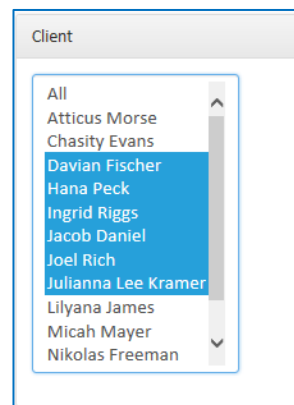 Client
All
Atticus Morse
Chasity Evans
Davian Fischer
Hana Peck
Ingrid Riggs
Jacob Daniel
Joel Rich
Julianna Lee Kramer
Lilyana James
Micah Mayer
Nikolas Freeman